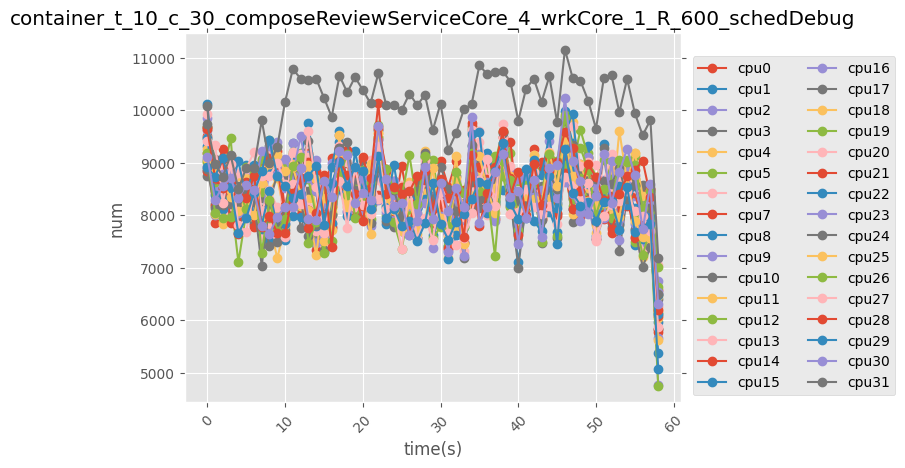 container_t_10_c_30_composeReviewServiceCore_4_wrkCore_1_R_600_schedDebug
11000
10000
9000
8000
7000
6000
5000
num
0
10
20
30
40
50
60
time(s)
cpu0
cpu1
cpu2
cpu3
cpu4
cpu5
cpu6
cpu7
cpu8
cpu9
cpu10
cpu11
cpu12
cpu13
cpu14
cpu15
cpu16
cpu17
cpu18
cpu19
cpu20
cpu21
cpu22
cpu23
cpu24
cpu25
cpu26
cpu27
cpu28
cpu29
cpu30
cpu31